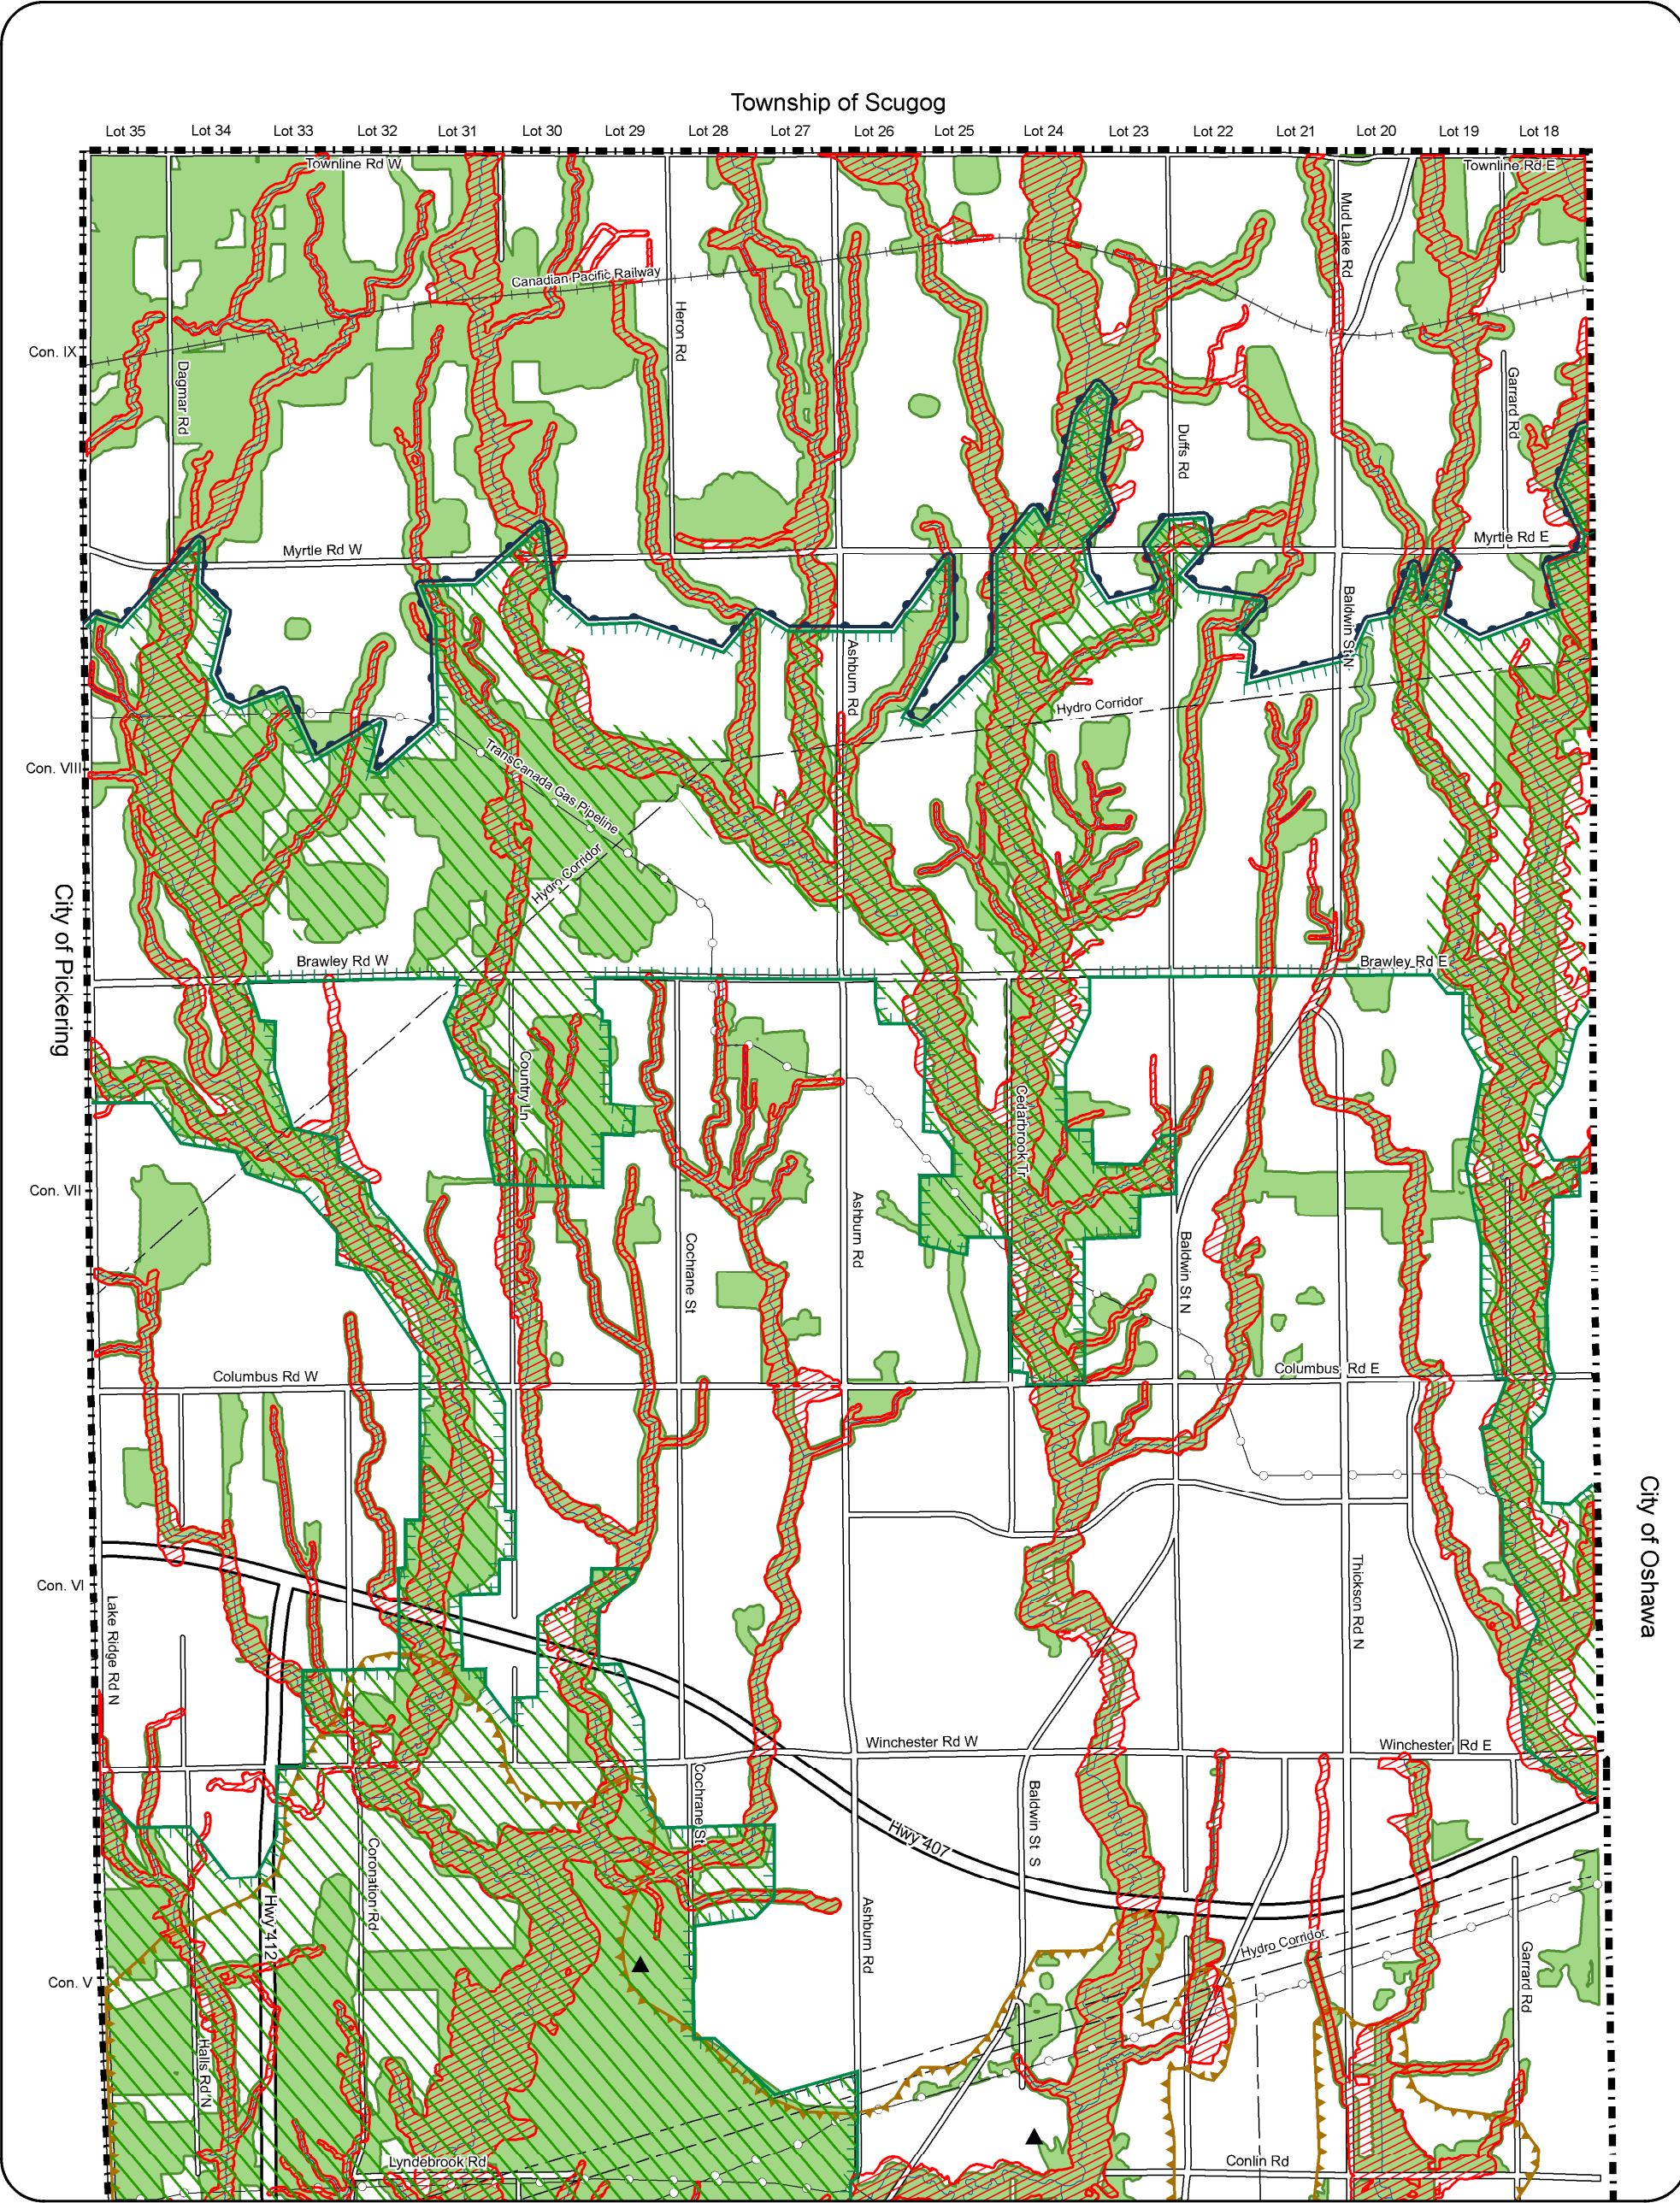 Township of Scugog
Lot 35 Lot 34 Lot 33 Lot 32 Lot 31 Lot 30 Lot 29 Lot 28 Lot 27 Lot 26 Lot 25 Lot 24 Lot 23 Lot 22 Lot 21 Lot 20 Lot 19 Lot 18
Townline Rd W
Townline Rd E
Mud Lake Rd
Canadian Pacific Railway
Heron Rd
Con. IX
Dagmar Rd
Garrard Rd
Duffs Rd
Myrtle Rd W
Myrtle Rd E
Baldwin St N
Ashburn Rd
Hydro Corridor
TransCanada Gas Pipeline
Con. VIII
Hydro Corridor
City of Pickering
Brawley Rd W
Brawley Rd E
Country Ln
Cedarbrook Tr
Con. VII
Cochrane St
Ashburn Rd
Baldwin St N
Columbus Rd W
Columbus Rd E
City of Oshawa
Con. VI
Lake Ridge Rd N
Thickson Rd N
Winchester Rd W
Winchester Rd E
Cochrane St
Baldwin St S
Hwy 407
Coronation Rd
Hwy 412
Ashburn Rd
Hydro Corridor
Garrard Rd
Con. V
Halls Rd N
Lyndebrook Rd
Conlin Rd